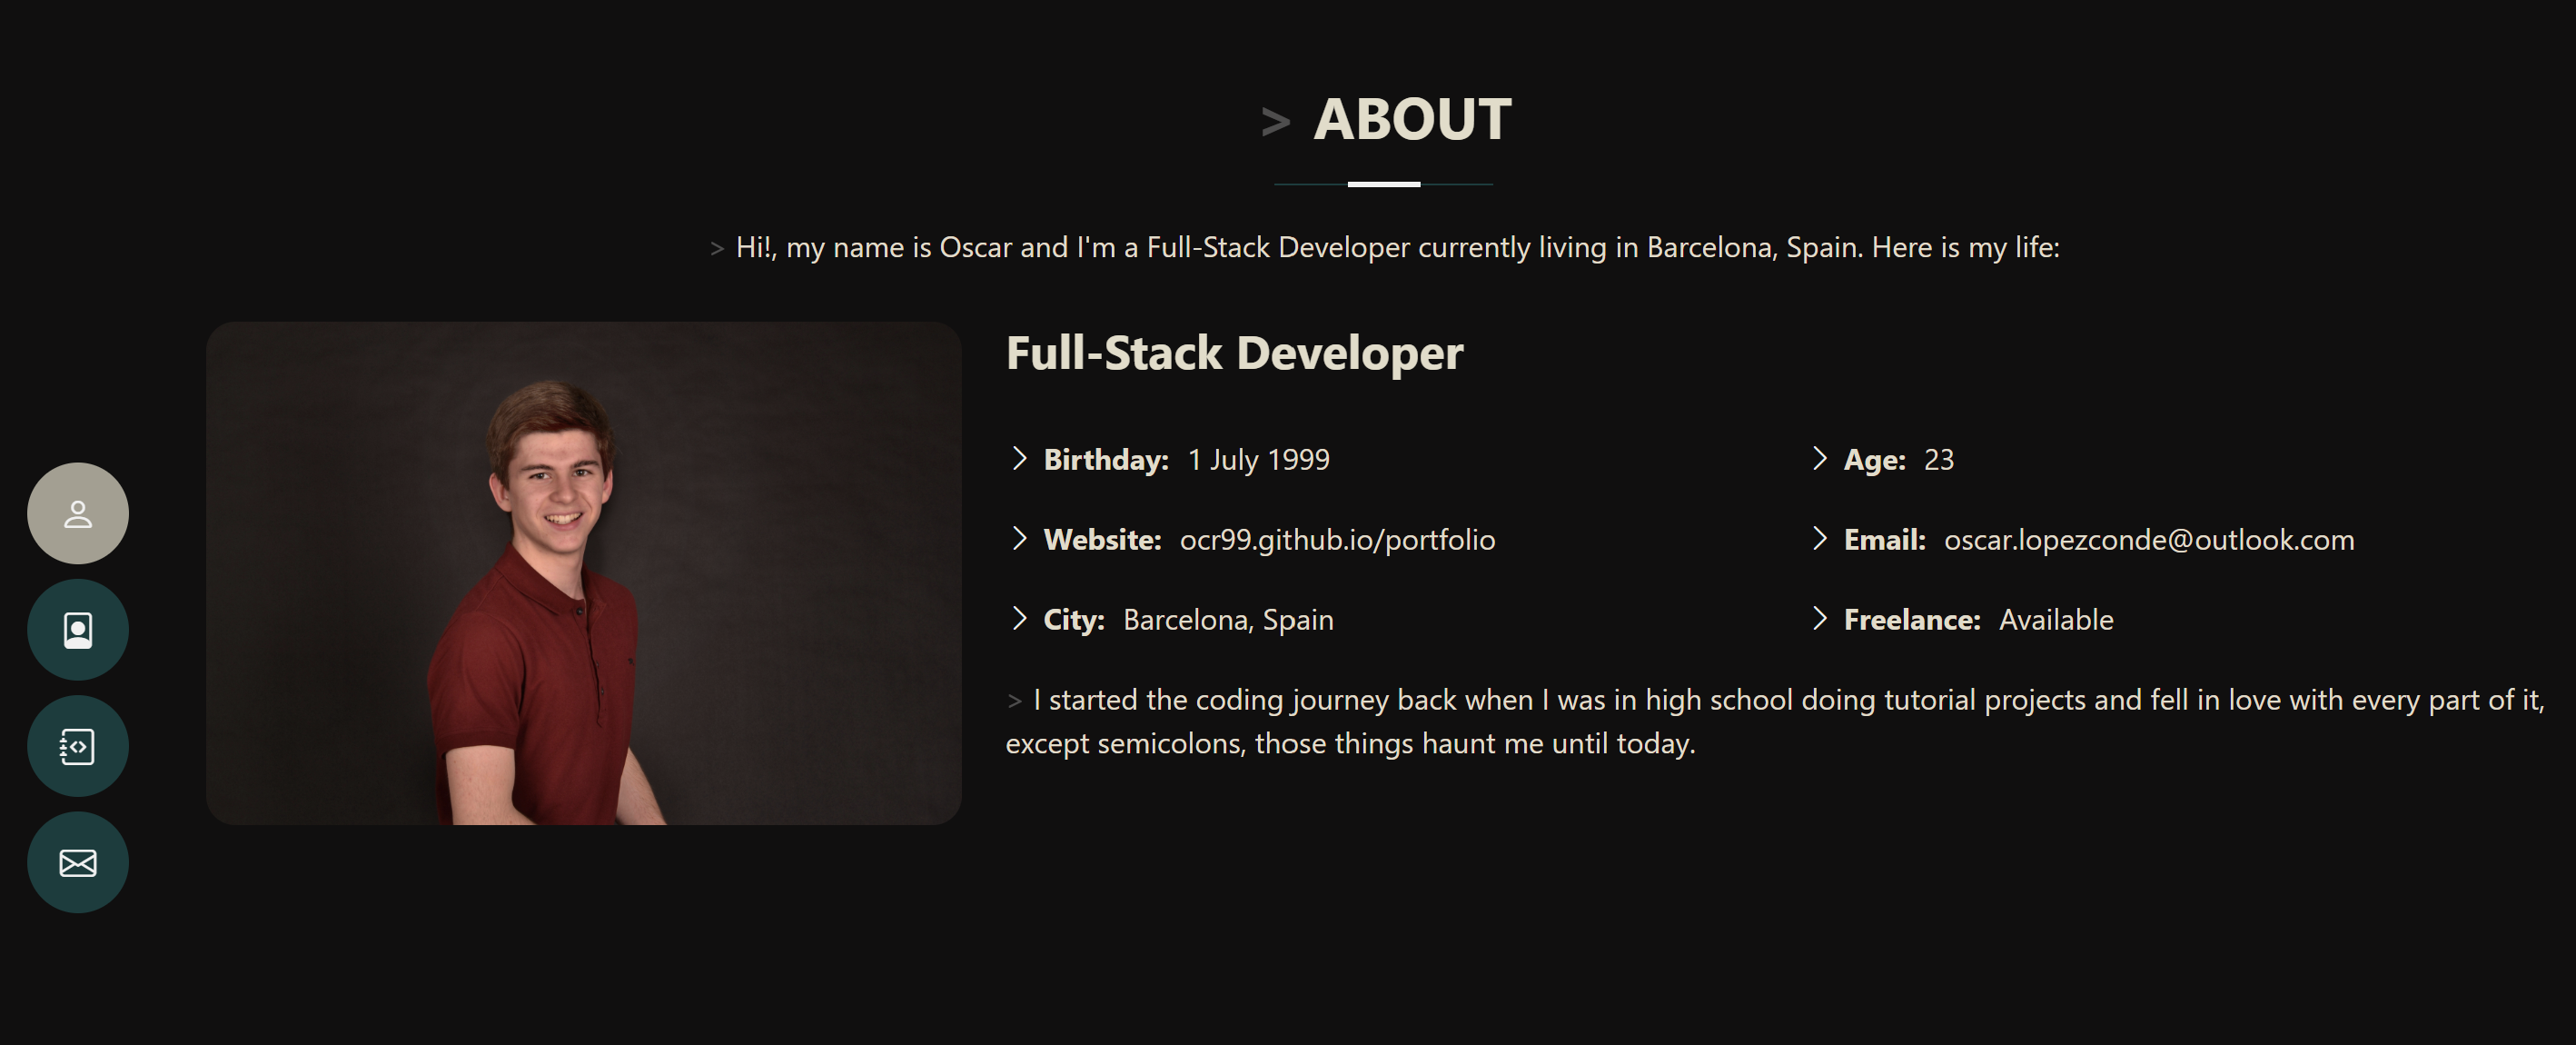 > ABOUT
> Hi!, my name is Oscar and I'm a Full-Stack Developer currently living in Barcelona, Spain. Here is my life:
Full-Stack Developer
Birthday: 1 July 1999
Age: 23
Website: ocr99.github.io/portfolio
Email: oscar.lopezconde@outlook.com
City: Barcelona, Spain
Freelance: Available
> I started the coding journey back when I was in high school doing tutorial projects and fell in love with every part of it,
except semicolons, those things haunt me until today.